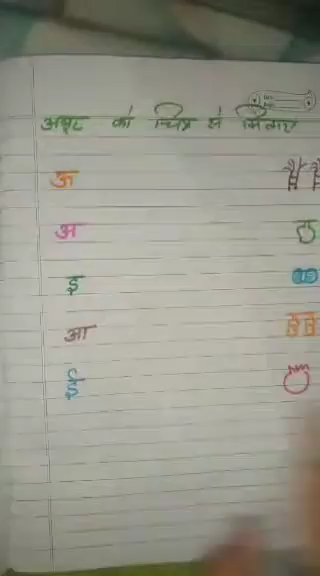 अक्षर को चित्र से मिलाए
ऊ
अ
इ
आ
ई